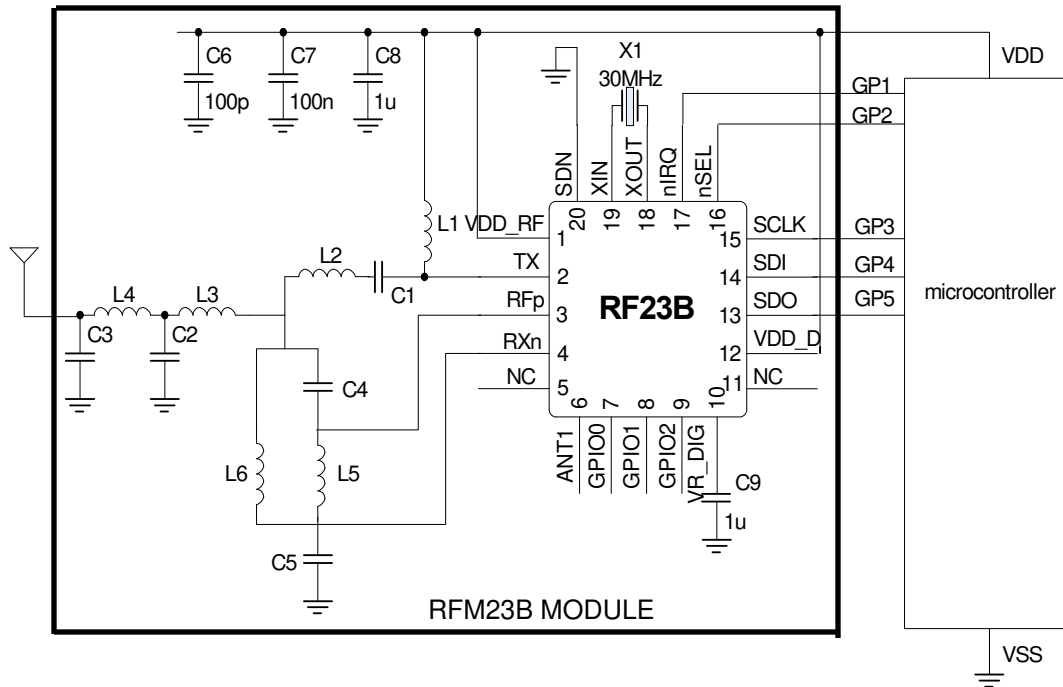 C6
100p
C7
100n
C8
1u
X1
30MHz
VDD
GP1
GP2
SDN
XIN
XOUT
nIRQ
nSEL
20
19
18
17
16
L1
VDD_RF
1
15
SCLK
GP3
L2
C1
TX
2
14
SDI
GP4
L4
L3
RFp
3
RF23B
13
SDO
GP5
microcontroller
C3
C2
RXn
4
12
VDD_D
C4
NC
5
11
NC
6
7
8
9
10
ANT1
GPIO0
GPIO1
GPIO2
VR_DIG
L6
L5
C9
1u
C5
RFM23B MODULE
VSS